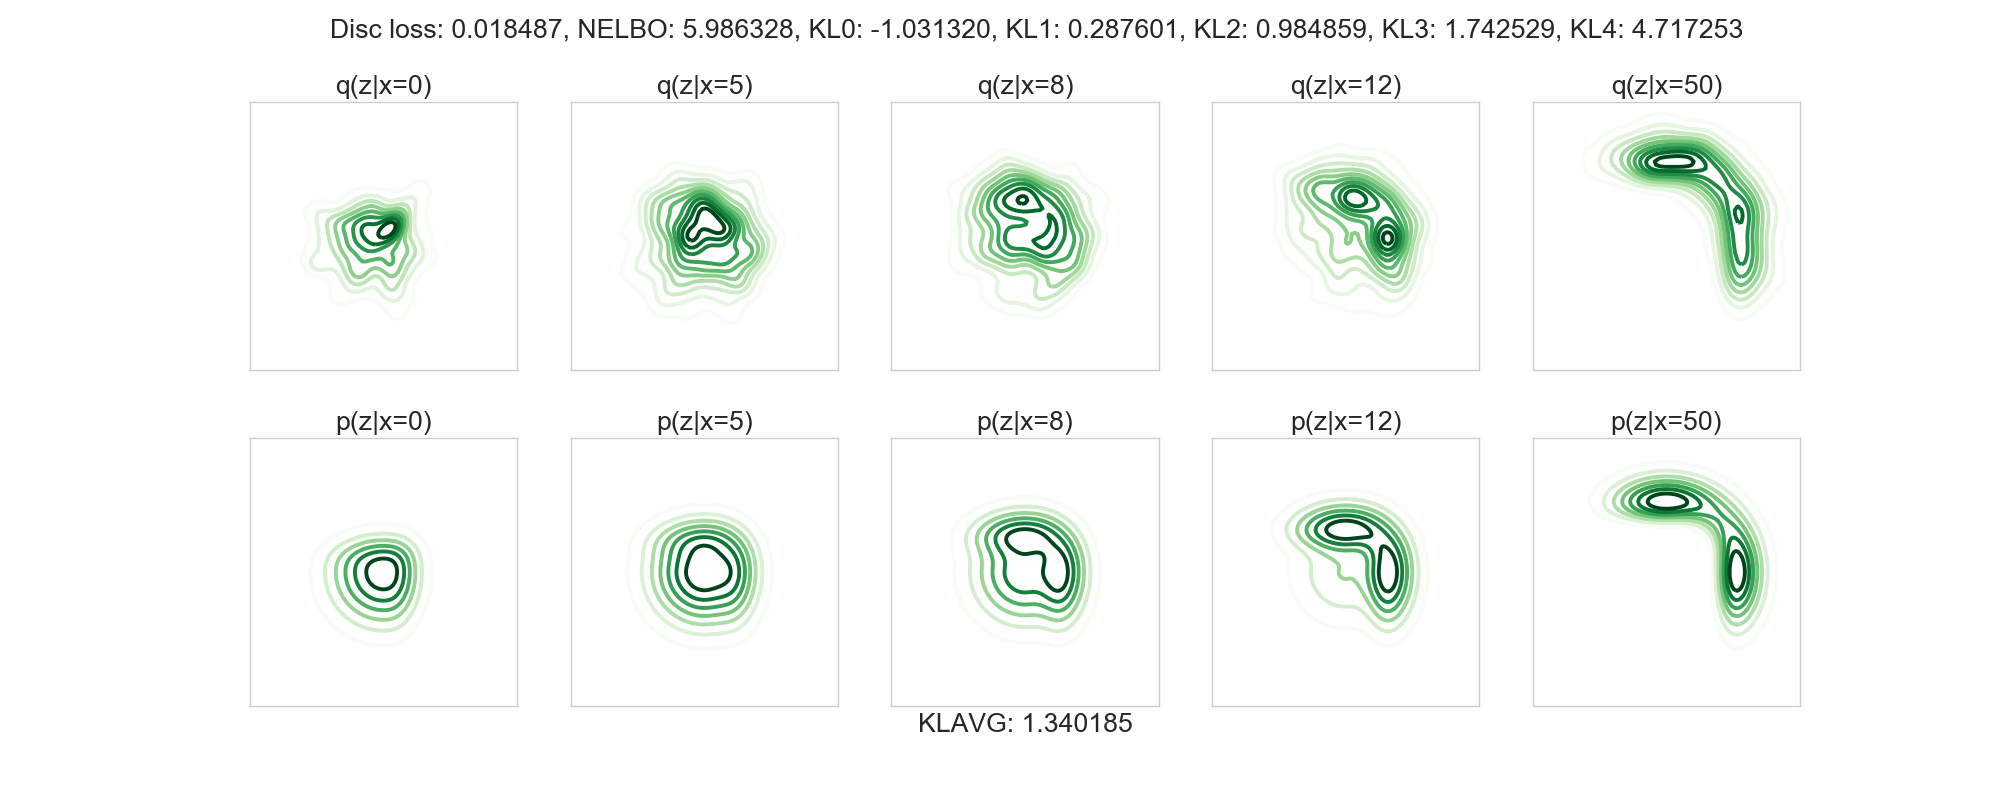 Disc loss: 0.018487, NELBO: 5.986328, KL0: -1.031320, KL1: 0.287601, KL2: 0.984859, KL3: 1.742529, KL4: 4.717253
q(z|x=0) q(z|x=5) q(z|x=8) q(z|x=12) q(z|x=50)
p(z|x=0) p(z|x=5) p(z|x=8) p(z|x=12) p(z|x=50)
KLAVG: 1.340185